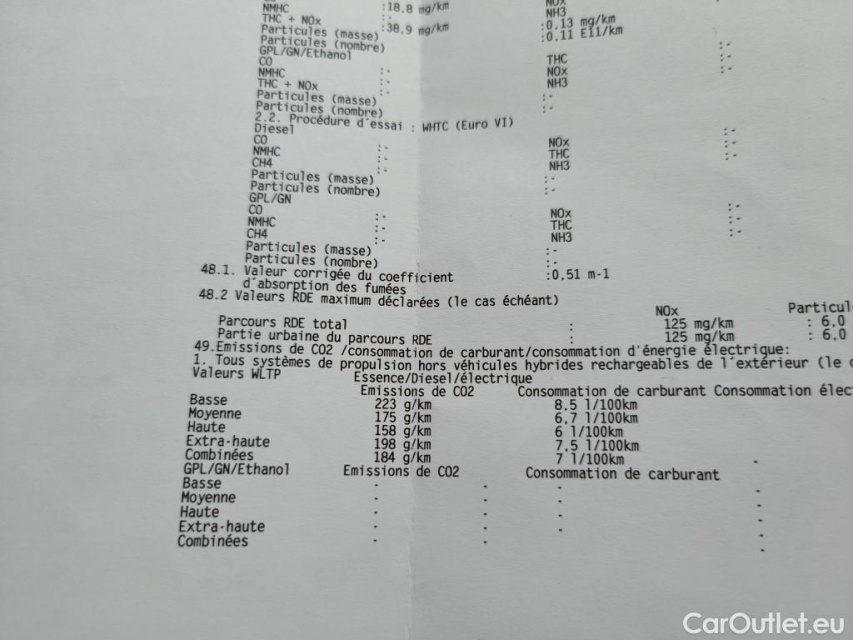 NMHC :18.8 mg/km NOx
THC + NOx :- NH3
Particules (masse) :38.9 mg/km :0.13 mg/km
Particules (nombre) :0.11 E11/km
GPL/GN/Ethanol
CO THC :-
NMHC :- NOx :-
THC + NOx :- NH3 :-
Particules (masse) :-
Particules (nombre) :-
2.2. Procédure d'essai : WHTC (Euro VI)
Diesel
CO NOx :-
NMHC :- THC :-
CH4 :- NH3 :-
Particules (masse) :-
Particules (nombre) :-
GPL/GN
CO NOx :-
NMHC :- THC :-
CH4 :- NH3 :-
Particules (masse) :-
Particules (nombre) :-
48.1. Valeur corrigée du coefficient :0,51 m-1
d'absorption des fumées
48.2 Valeurs RDE maximum déclarées (le cas échéant)
NOx Particul
Parcours RDE total : 125 mg/km : 6.0
Partie urbaine du parcours RDE : 125 mg/km : 6.0
49.Emissions de CO2 /consommation de carburant/consommation d'énergie électrique:
1. Tous systèmes de propulsion hors véhicules hybrides rechargeables de l'extérieur (le c
Valeurs WLTP Essence/Diesel/électrique
Emissions de CO2 Consommation de carburant Consommation élec
Basse 223 g/km 8.5 l/100km
Moyenne 175 g/km 6.7 l/100km
Haute 158 g/km 6 l/100km
Extra-haute 198 g/km 7.5 l/100km
Combinées 184 g/km 7 l/100km -
GPL/GN/Ethanol Emissions de CO2 Consommation de carburant
Basse - - - -
Moyenne - - - -
Haute - - - -
Extra-haute - - - -
Combinées - - -
CarOutlet.eu